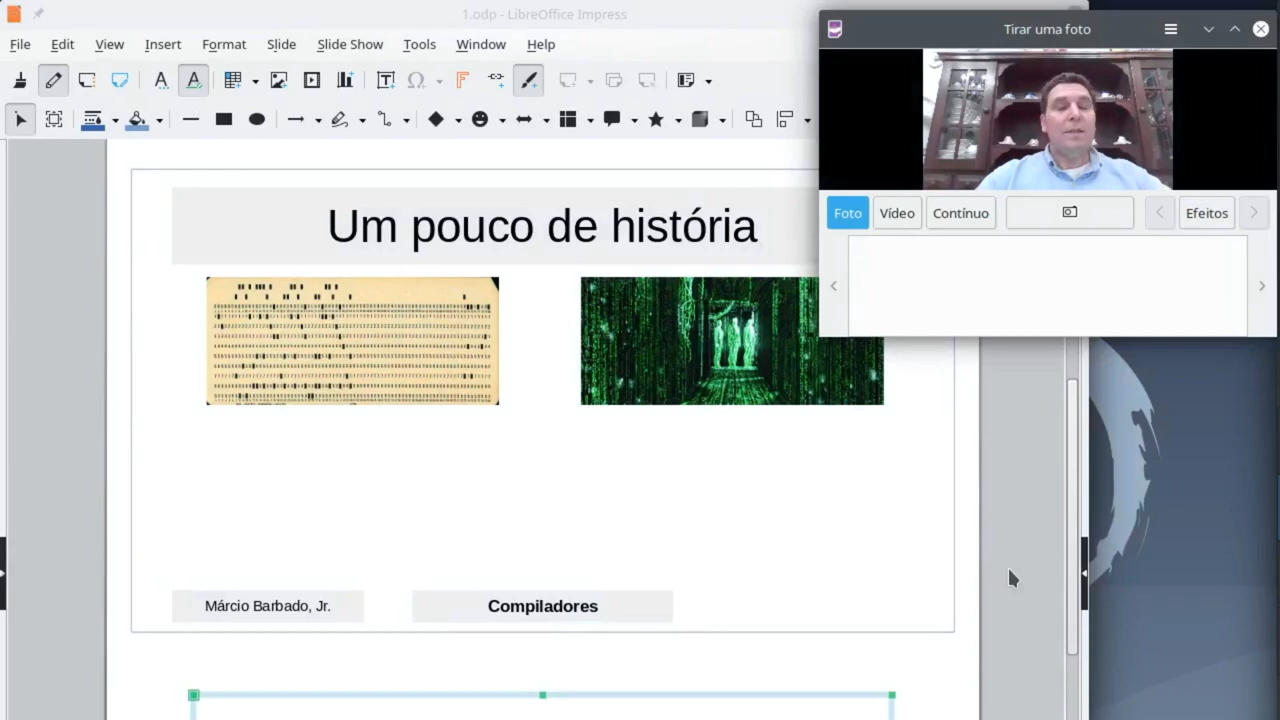 1.odp - LibreOffice Impress
File Edit View Insert Format Slide Slide Show Tools Window Help
Tirar uma foto
Foto Vídeo Contínuo Efeitos
Um pouco de história
Márcio Barbado, Jr. Compiladores